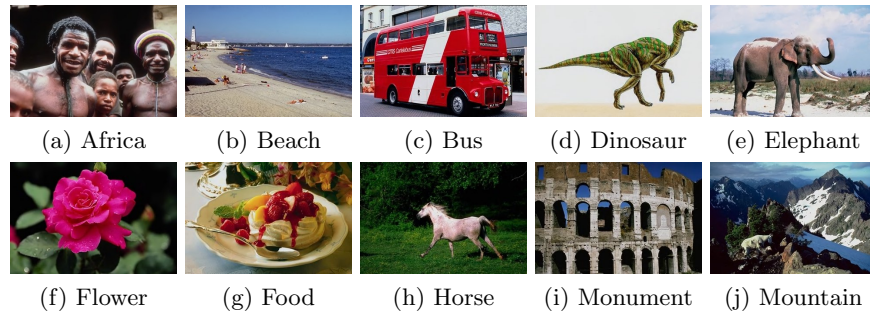 (a) Africa
(b) Beach
(c) Bus
(d) Dinosaur
(e) Elephant
(f) Flower
(g) Food
(h) Horse
(i) Monument
(j) Mountain